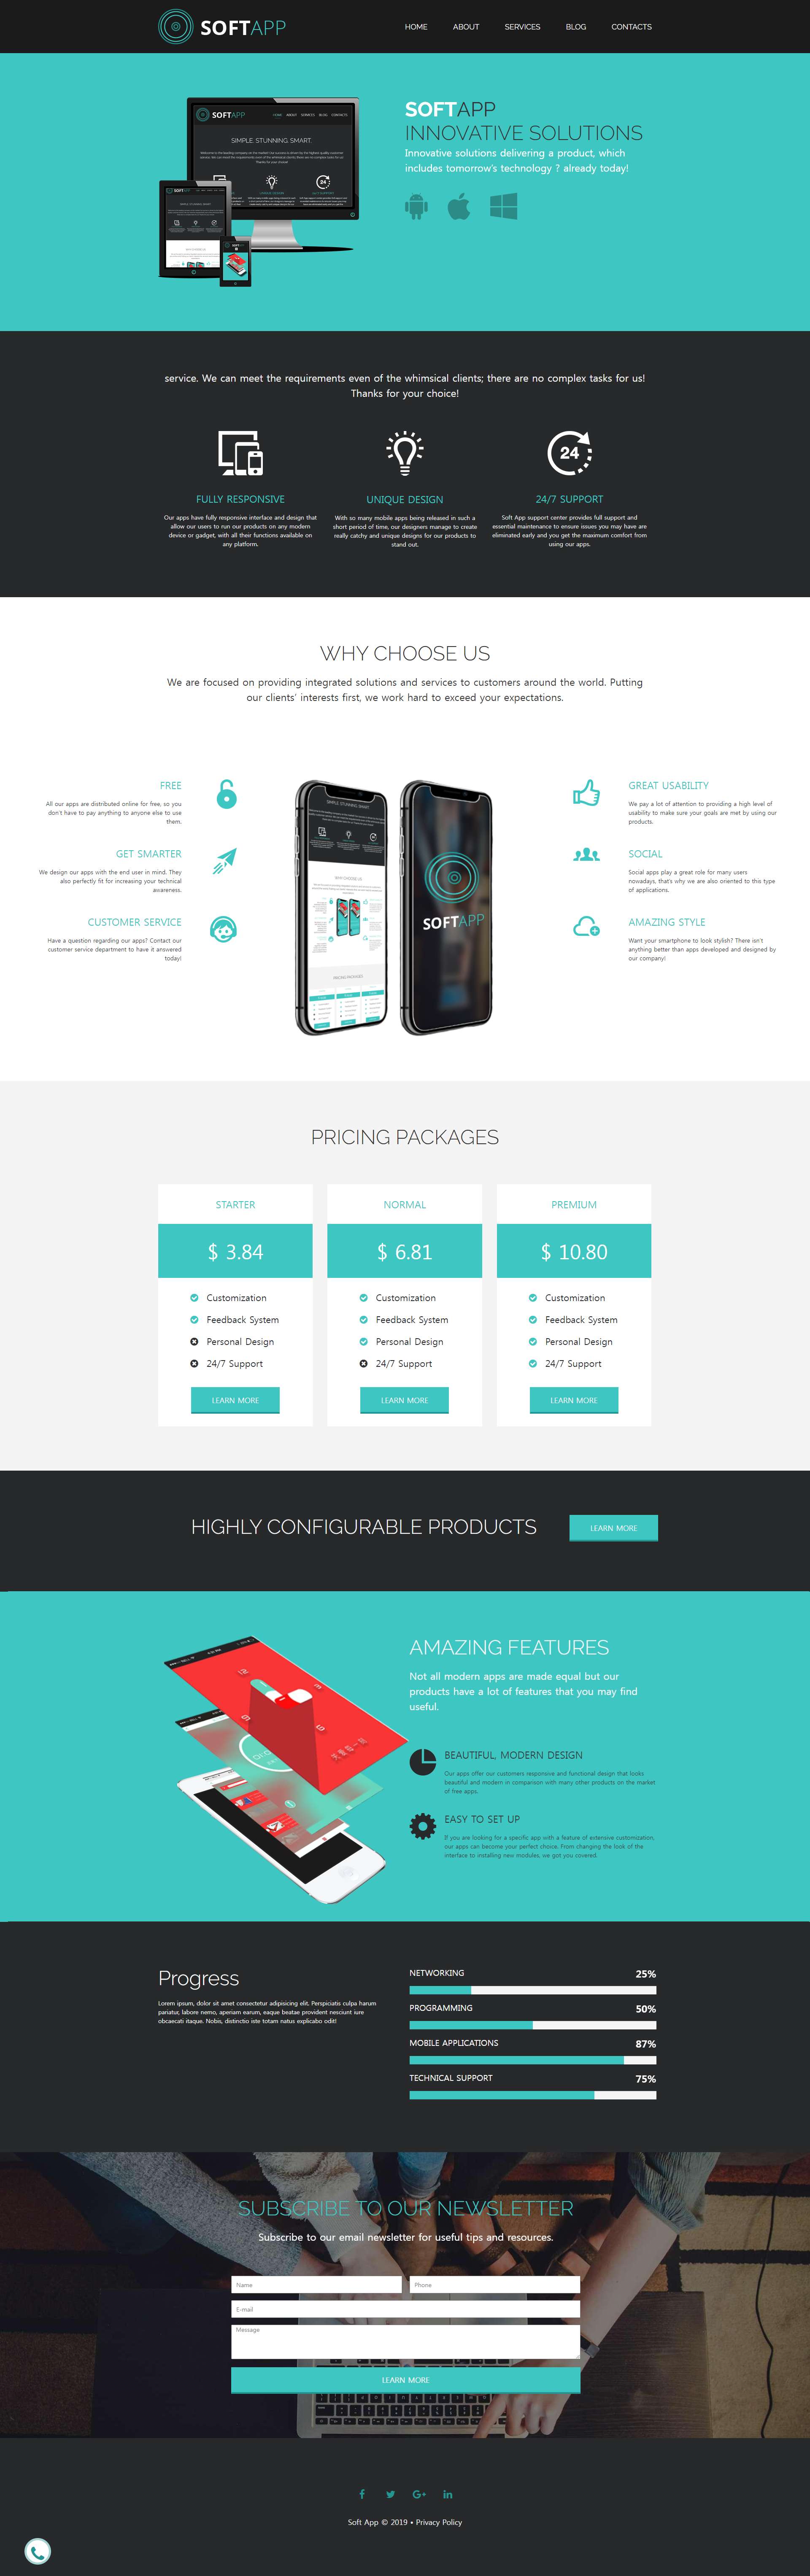 SOFTAPP
HOME ABOUT SERVICES BLOG CONTACTS
SOFTAPP
HOME ABOUT SERVICES BLOG CONTACTS
SIMPLE. STUNNING. SMART.
SOFTAPP
INNOVATIVE SOLUTIONS
Innovative solutions delivering a product, which
includes tomorrow's technology ? already today!
service. We can meet the requirements even of the whimsical clients; there are no complex tasks for us!
Thanks for your choice!
24
FULLY RESPONSIVE
Our apps have fully responsive interface and design that
allow our users to run our products on any modern
device or gadget, with all their functions available on
any platform.
UNIQUE DESIGN
With so many mobile apps being released in such a
short period of time, our designers manage to create
really catchy and unique designs for our products to
stand out.
24/7 SUPPORT
Soft App support center provides full support and
essential maintenance to ensure issues you may have are
eliminated early and you get the maximum comfort from
using our apps.
WHY CHOOSE US
We are focused on providing integrated solutions and services to customers around the world. Putting
our clients' interests first, we work hard to exceed your expectations.
FREE
All our apps are distributed online for free, so you
don't have to pay anything to anyone else to use
them.
GET SMARTER
We design our apps with the end user in mind. They
also perfectly fit for increasing your technical
awareness.
CUSTOMER SERVICE
Have a question regarding our apps? Contact our
customer service department to have it answered
today!
SIMPLE. STUNNING. SMART
WHY CHOOSE US
PRICING PACKAGES
SOFTAPP
GREAT USABILITY
We pay a lot of attention to providing a high level of
usability to make sure your goals are met by using our
products.
SOCIAL
Social apps play a great role for many users
nowadays, that's why we are also oriented to this type
of applications.
AMAZING STYLE
Want your smartphone to look stylish? There isn't
anything better than apps developed and designed by
our company!
PRICING PACKAGES
STARTER
$ 3.84
Customization
Feedback System
Personal Design
24/7 Support
LEARN MORE
NORMAL
$ 6.81
Customization
Feedback System
Personal Design
24/7 Support
LEARN MORE
PREMIUM
$ 10.80
Customization
Feedback System
Personal Design
24/7 Support
LEARN MORE
HIGHLY CONFIGURABLE PRODUCTS
LEARN MORE
AMAZING FEATURES
Not all modern apps are made equal but our
products have a lot of features that you may find
useful.
BEAUTIFUL, MODERN DESIGN
Our apps offer our customers responsive and functional design that looks
beautiful and modern in comparison with many other products on the market
of free apps.
EASY TO SET UP
If you are looking for a specific app with a feature of extensive customization,
our apps can become your perfect choice. From changing the look of the
interface to installing new modules, we got you covered.
Progress
Lorem ipsum, dolor sit amet consectetur adipisicing elit. Perspiciatis culpa harum
pariatur, labore nemo, aperiam earum, eaque beatae provident nesciunt iure
obcaecati itaque. Nobis, distinctio iste totam natus explicabo odit!
NETWORKING 25%
PROGRAMMING 50%
MOBILE APPLICATIONS 87%
TECHNICAL SUPPORT 75%
SUBSCRIBE TO OUR NEWSLETTER
Subscribe to our email newsletter for useful tips and resources.
Name Phone
E-mail
Message
LEARN MORE
Soft App © 2019 • Privacy Policy